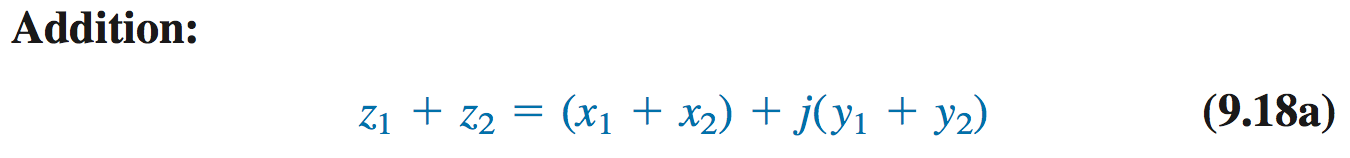 Addition:
z₁ + z₂ = (x₁ + x₂) + j(y₁ + y₂) (9.18a)